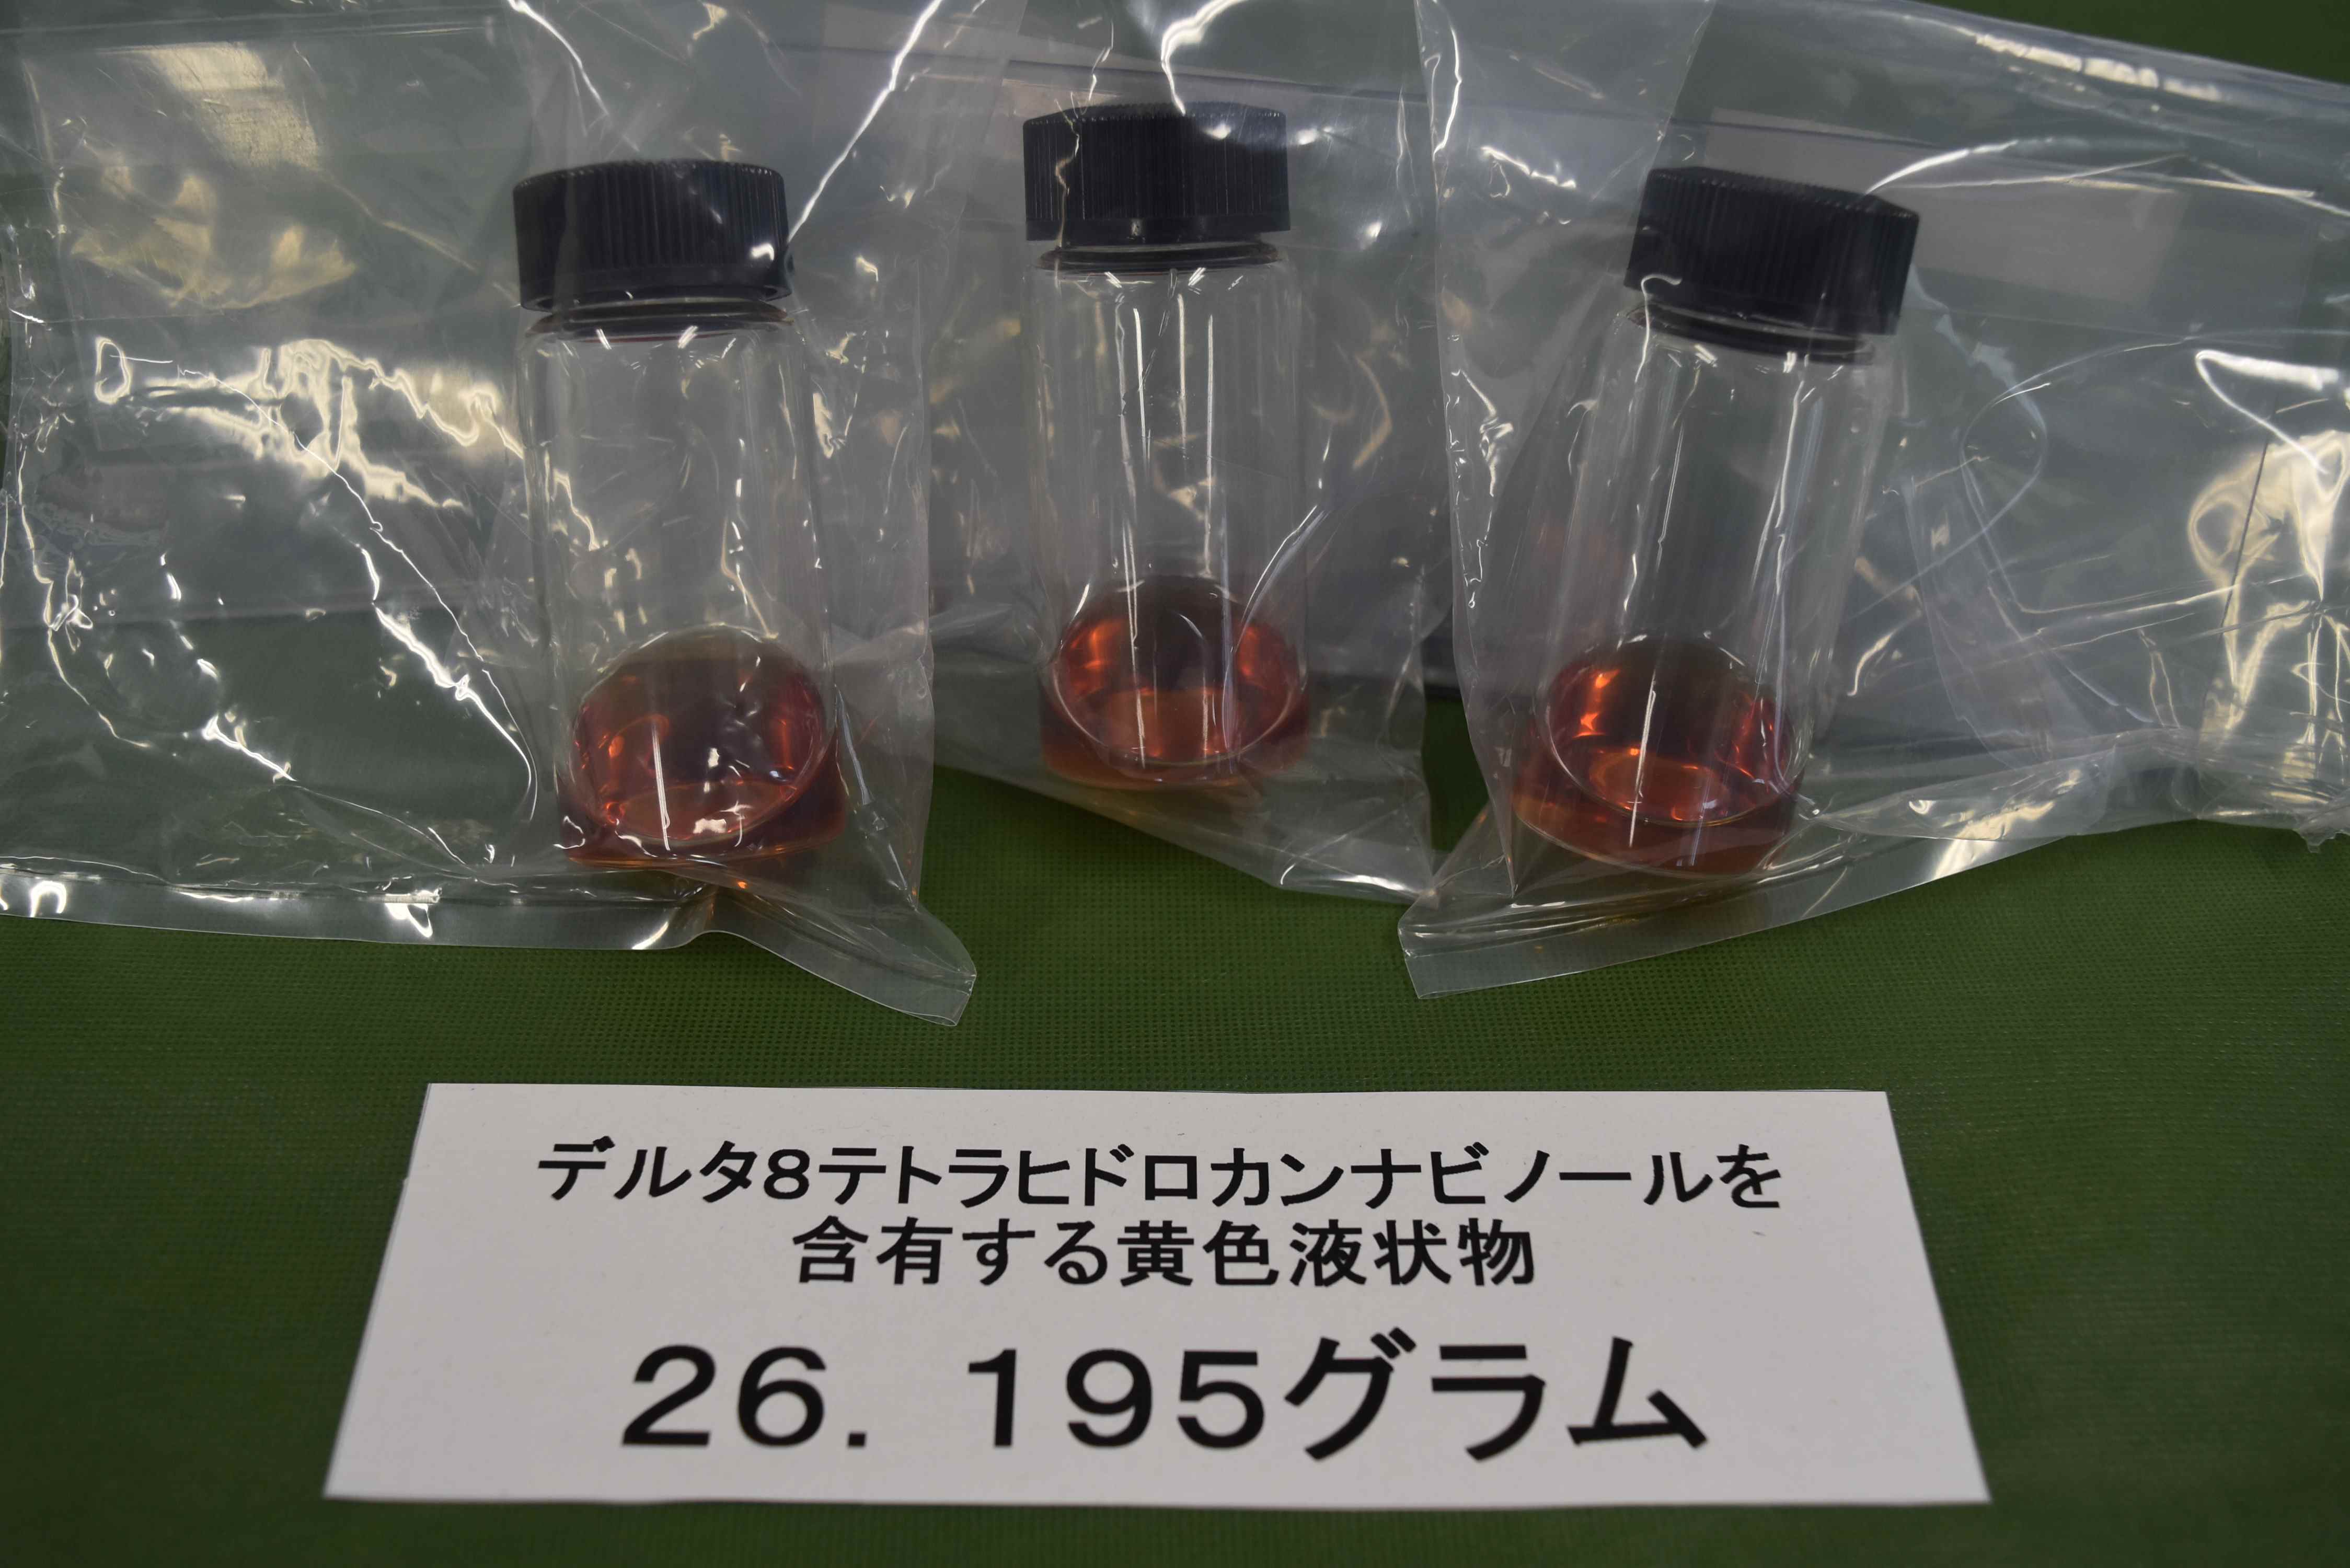 デルタ8テトラヒドロカンナビノールを
含有する黄色液状物
26.195グラム